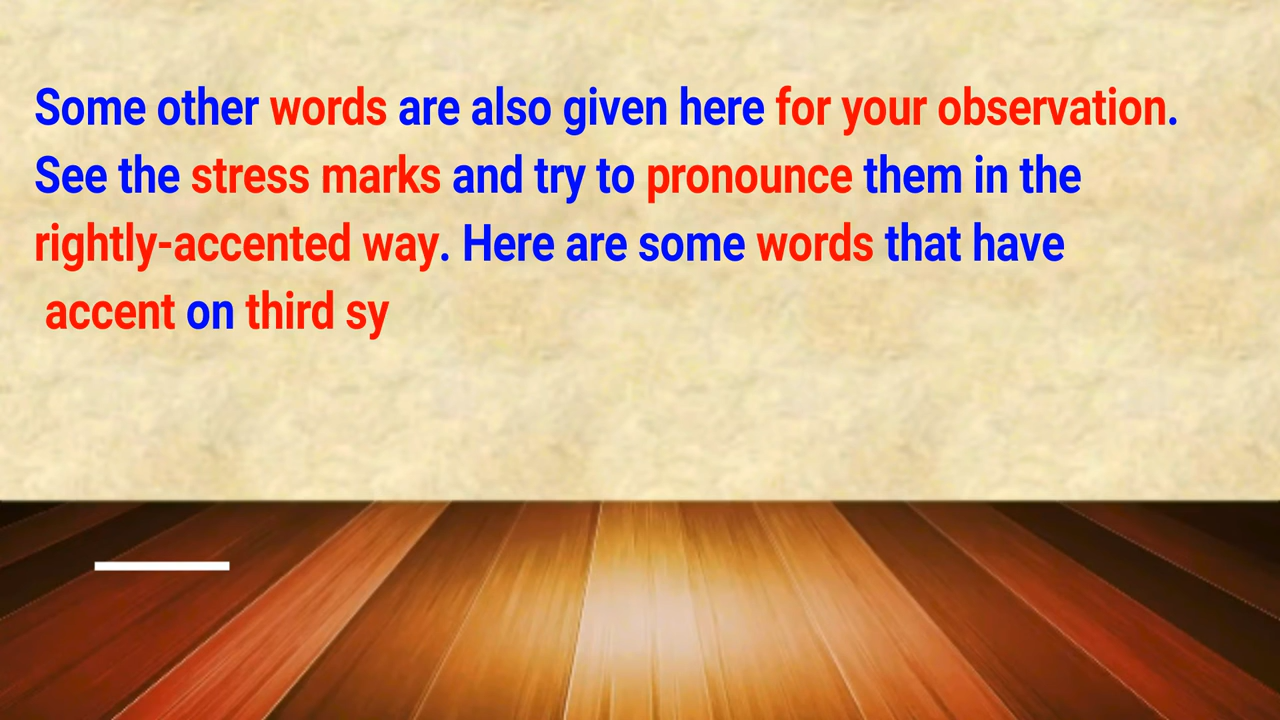 Some other words are also given here for your observation.
See the stress marks and try to pronounce them in the
rightly-accented way. Here are some words that have
accent on third sy